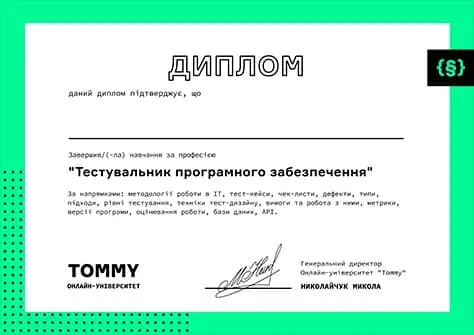 ДИПЛОМ
{§}
даний диплом підтверджує, що
Завершив/(-ла) навчання за професією
"Тестувальник програмного забезпечення"
За напрямками: методології роботи в ІТ, тест-кейси, чек-листи, дефекти, типи,
підходи, рівні тестування, техніки тест-дизайну, вимоги та робота з ними, метрики,
версії програми, оцінювання роботи, бази даних, API.
TOMMY
ОНЛАЙН-УНІВЕРСИТЕТ
Генеральний директор
Онлайн-університет "Tommy"
НИКОЛАЙЧУК МИКОЛА